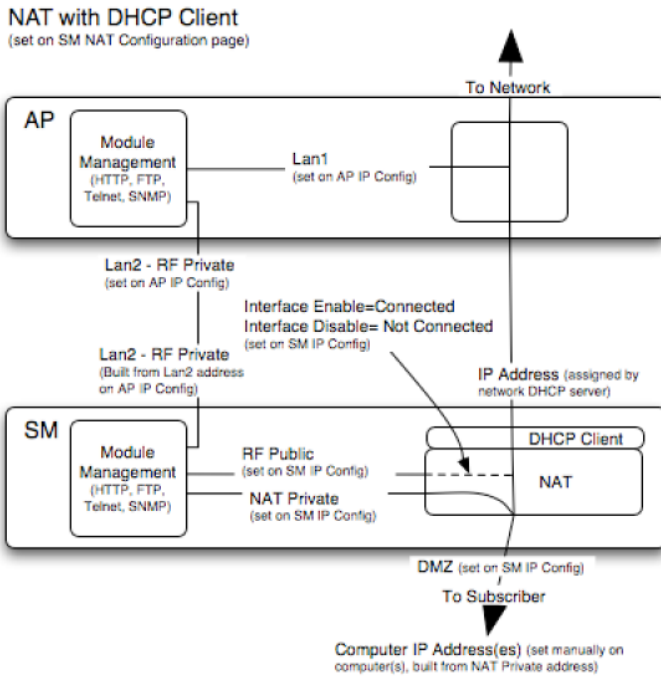 NAT with DHCP Client
(set on SM NAT Configuration page)
To Network
AP
Module
Management
(HTTP, FTP,
Telnet, SNMP)
Lan1
(set on AP IP Config)
Lan2 - RF Private
(set on AP IP Config)
Interface Enable=Connected
Interface Disable= Not Connected
(set on SM IP Config)
Lan2 - RF Private
(Built from Lan2 address
on AP IP Config)
IP Address (assigned by
network DHCP server)
SM
Module
Management
(HTTP, FTP,
Telnet, SNMP)
RF Public
(set on SM IP Config)
NAT Private
(set on SM IP Config)
DHCP Client
NAT
DMZ (set on SM IP Config)
To Subscriber
Computer IP Address(es) (set manually on
computer(s), built from NAT Private address)